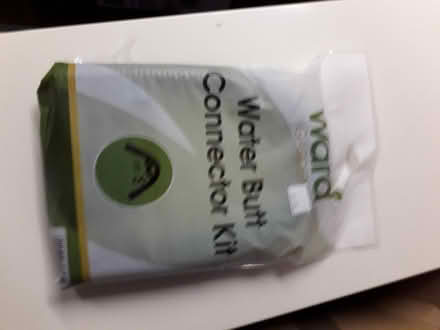 ward
Water Butt
Connector Kit